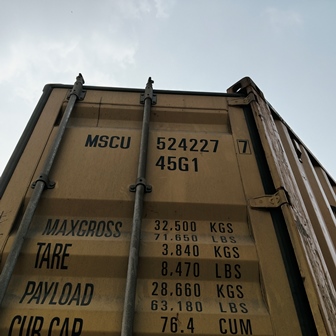 MSCU 524227 7
45G1
MAXGROSS 32,500 KGS
71,650 LBS
TARE 3,840 KGS
8,470 LBS
PAYLOAD 28,660 KGS
63,180 LBS
CUB CAP 76,4 CUM